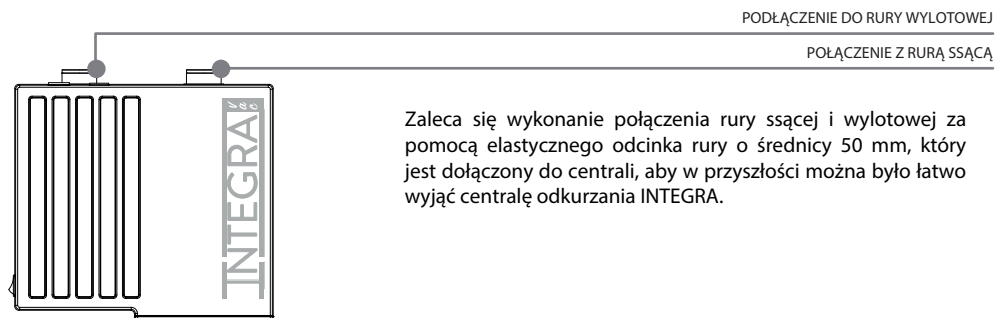 PODŁĄCZENIE DO RURY WYLOTOWEJ
POŁĄCZENIE Z RURĄ SSĄCĄ
INTEGRA
vac
Zaleca się wykonanie połączenia rury ssącej i wylotowej za
pomocą elastycznego odcinka rury o średnicy 50 mm, który
jest dołączony do centrali, aby w przyszłości można było łatwo
wyjąć centralę odkurzania INTEGRA.